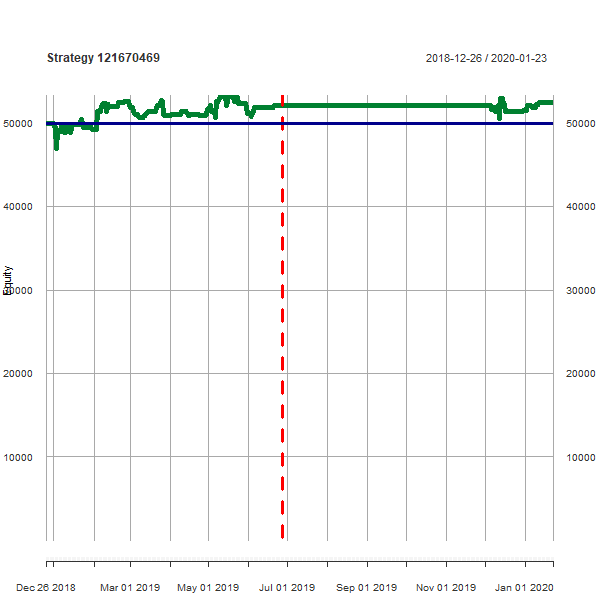 Strategy 121670469
2018-12-26 / 2020-01-23
50000 50000
40000 40000
Equity
30000 30000
20000 20000
10000 10000
Dec 26 2018 Mar 01 2019 May 01 2019 Jul 01 2019 Sep 01 2019 Nov 01 2019 Jan 01 2020